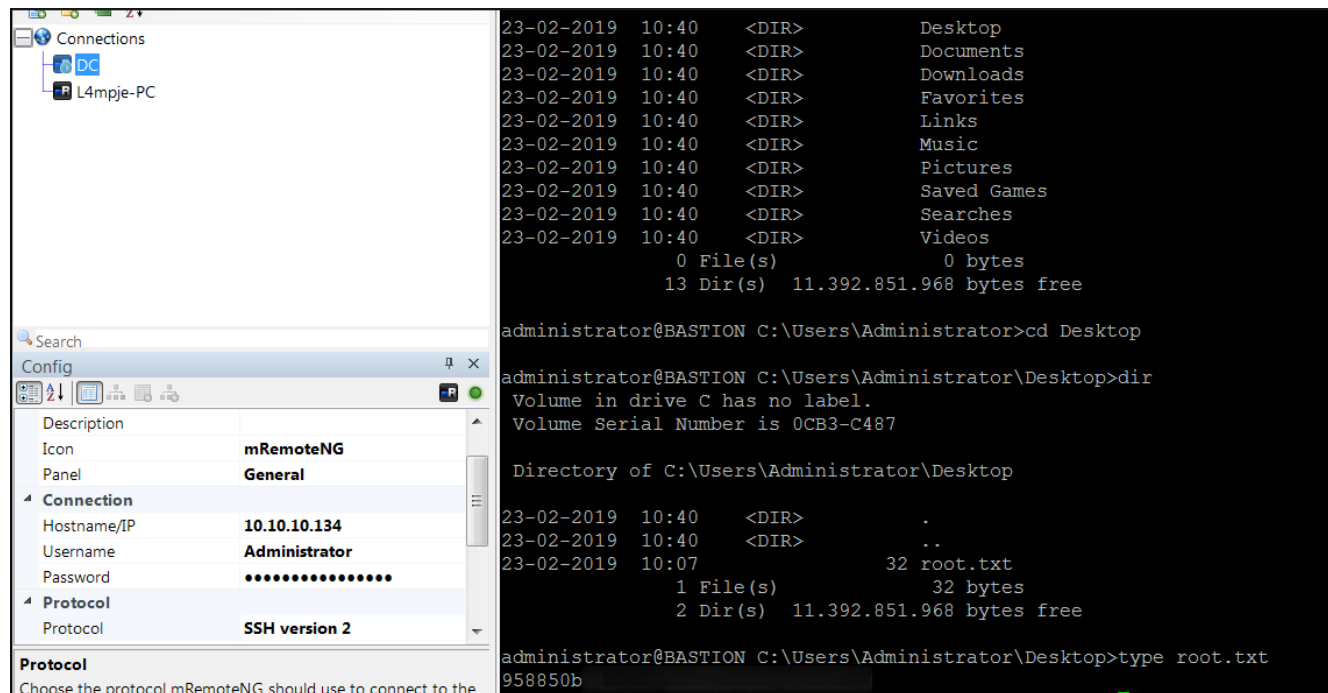 Connections
DC
L4mpje-PC
Search
Config
Description
Icon mRemoteNG
Panel General
Connection
Hostname/IP 10.10.10.134
Username Administrator
Password ●●●●●●●●●●●●●●●●
Protocol
Protocol SSH version 2
Protocol
Choose the protocol mRemoteNG should use to connect to the
23-02-2019 10:40 <DIR> Desktop
23-02-2019 10:40 <DIR> Documents
23-02-2019 10:40 <DIR> Downloads
23-02-2019 10:40 <DIR> Favorites
23-02-2019 10:40 <DIR> Links
23-02-2019 10:40 <DIR> Music
23-02-2019 10:40 <DIR> Pictures
23-02-2019 10:40 <DIR> Saved Games
23-02-2019 10:40 <DIR> Searches
23-02-2019 10:40 <DIR> Videos
0 File(s) 0 bytes
13 Dir(s) 11.392.851.968 bytes free
administrator@BASTION C:\Users\Administrator>cd Desktop
administrator@BASTION C:\Users\Administrator\Desktop>dir
Volume in drive C has no label.
Volume Serial Number is 0CB3-C487
Directory of C:\Users\Administrator\Desktop
23-02-2019 10:40 <DIR> .
23-02-2019 10:40 <DIR> ..
23-02-2019 10:07 32 root.txt
1 File(s) 32 bytes
2 Dir(s) 11.392.851.968 bytes free
administrator@BASTION C:\Users\Administrator\Desktop>type root.txt
958850b